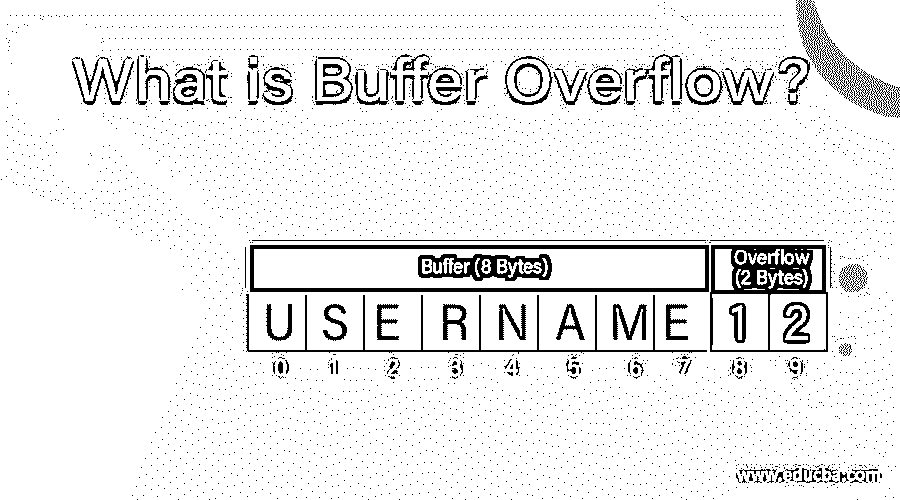 What is Buffer Overflow?
Buffer (8 Bytes)
Overflow
(2 Bytes)
U S E R N A M E 1 2
0 1 2 3 4 5 6 7 8 9
www.educba.com